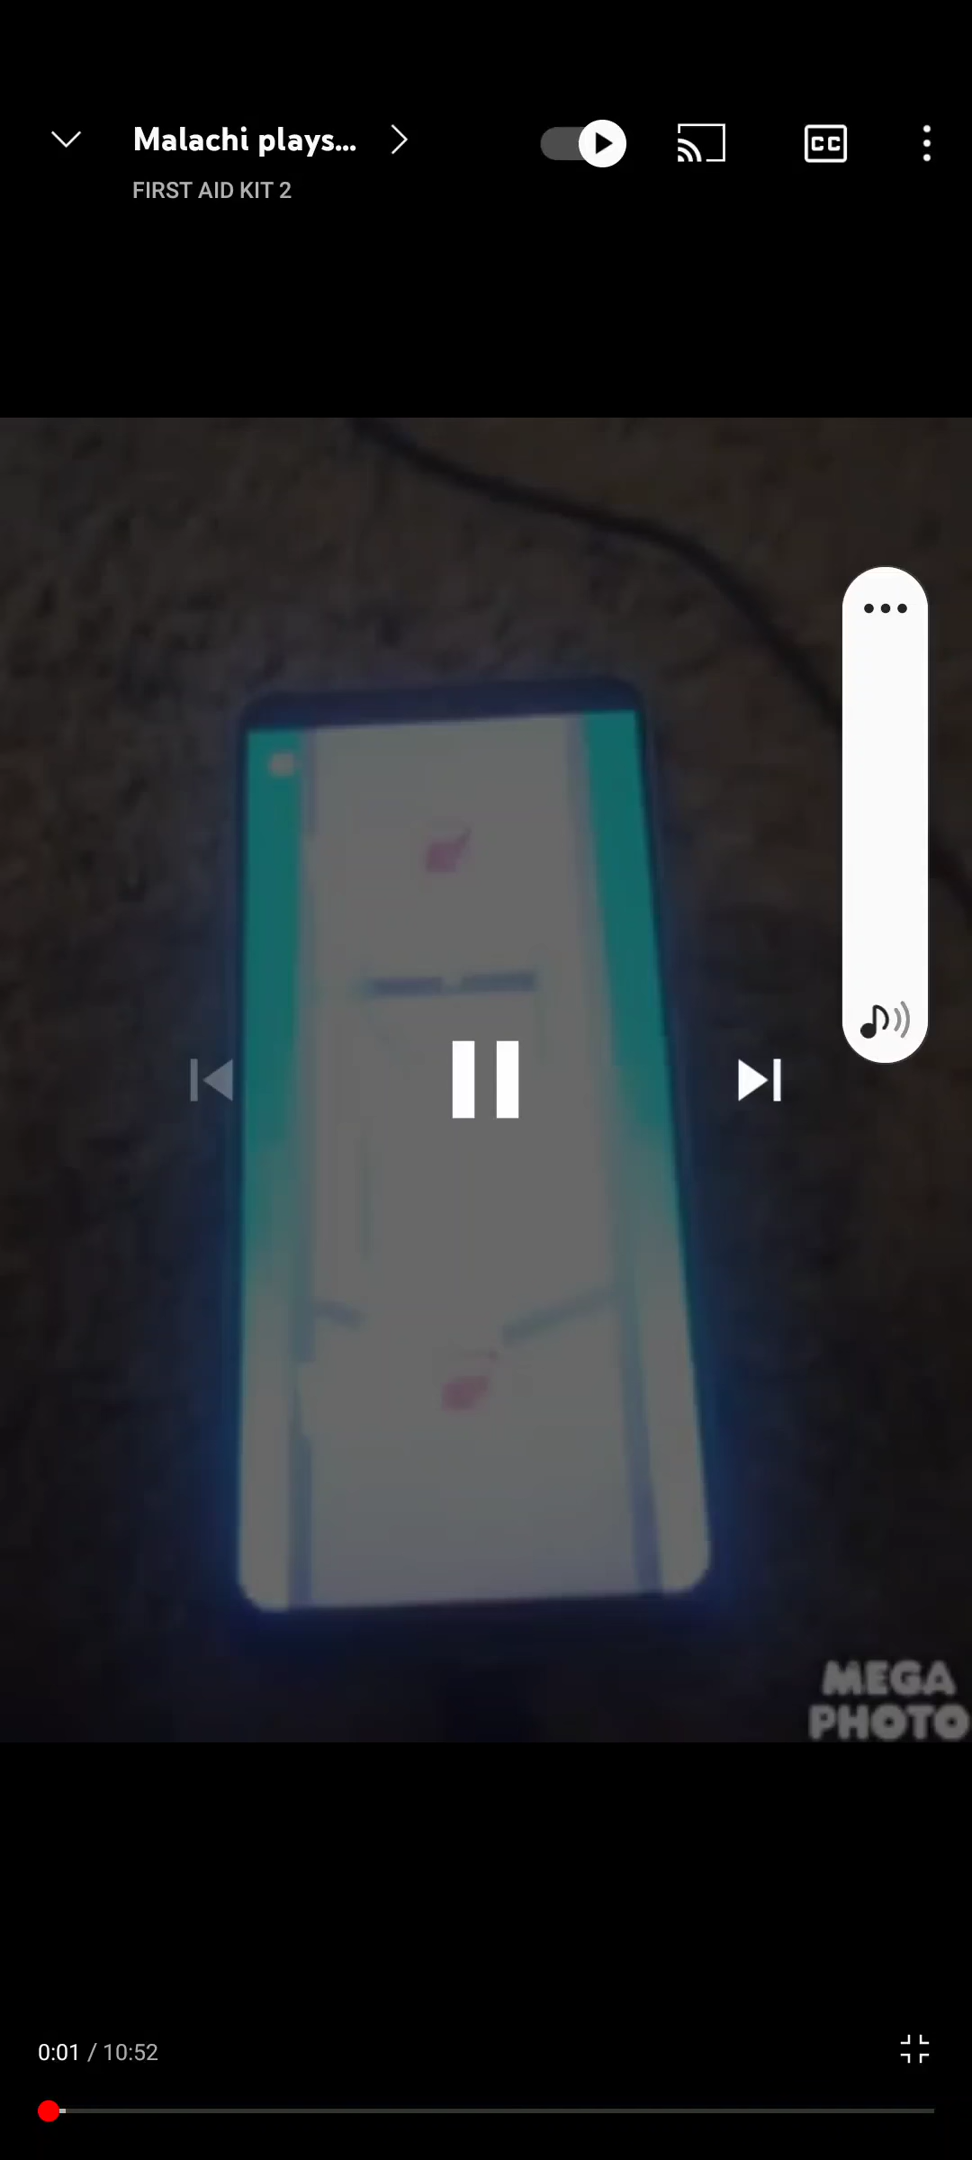 Malachi plays...
FIRST AID KIT 2
CC
MEGA
PHOTO
0:01 / 10:52